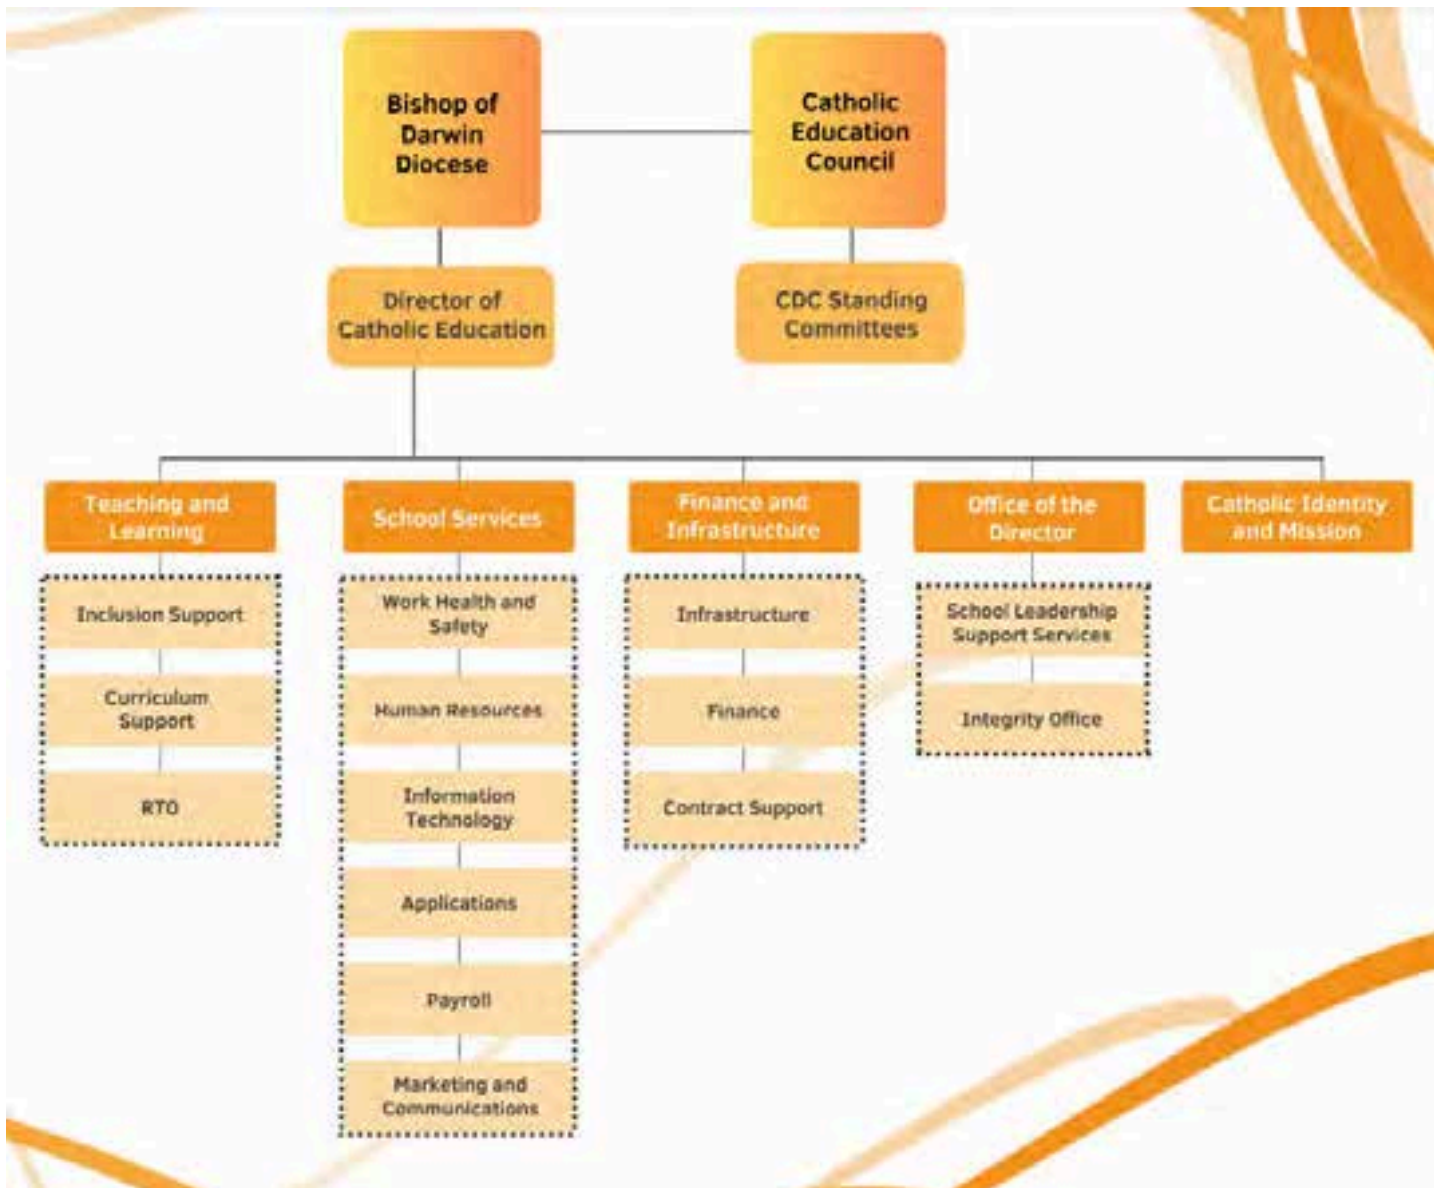 Bishop of
Darwin
Diocese
Catholic
Education
Council
Director of
Catholic Education
CDC Standing
Committees
Teaching and
Learning
School Services
Finance and
Infrastructure
Office of the
Director
Catholic Identity
and Mission
Inclusion Support
Curriculum
Support
RTO
Work Health and
Safety
Human Resources
Information
Technology
Applications
Payroll
Marketing and
Communications
Infrastructure
Finance
Contract Support
School Leadership
Support Services
Integrity Office